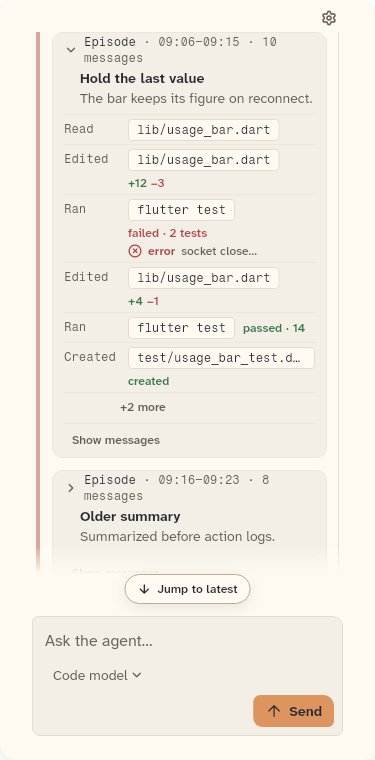 Episode · 09:06–09:15 · 10
messages
Hold the last value
The bar keeps its figure on reconnect.
Read lib/usage_bar.dart
Edited lib/usage_bar.dart
+12 −3
Ran flutter test
failed · 2 tests
error socket close…
Edited lib/usage_bar.dart
+4 −1
Ran flutter test passed · 14
Created test/usage_bar_test.d…
created
+2 more
Show messages
Episode · 09:16–09:23 · 8
messages
Older summary
Summarized before action logs.
Show messages
Jump to latest
Ask the agent...
Code model
Send